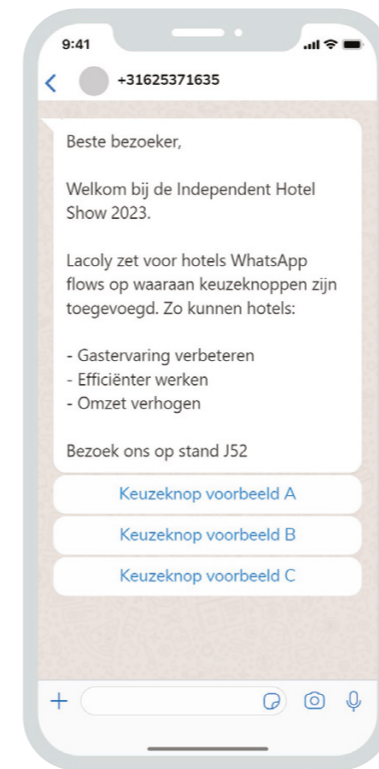 9:41
+31625371635
Beste bezoeker,
Welkom bij de Independent Hotel
Show 2023.
Lacoly zet voor hotels WhatsApp
flows op waaraan keuzeknoppen zijn
toegevoegd. Zo kunnen hotels:
- Gastervaring verbeteren
- Efficiënter werken
- Omzet verhogen
Bezoek ons op stand J52
Keuzeknop voorbeeld A
Keuzeknop voorbeeld B
Keuzeknop voorbeeld C